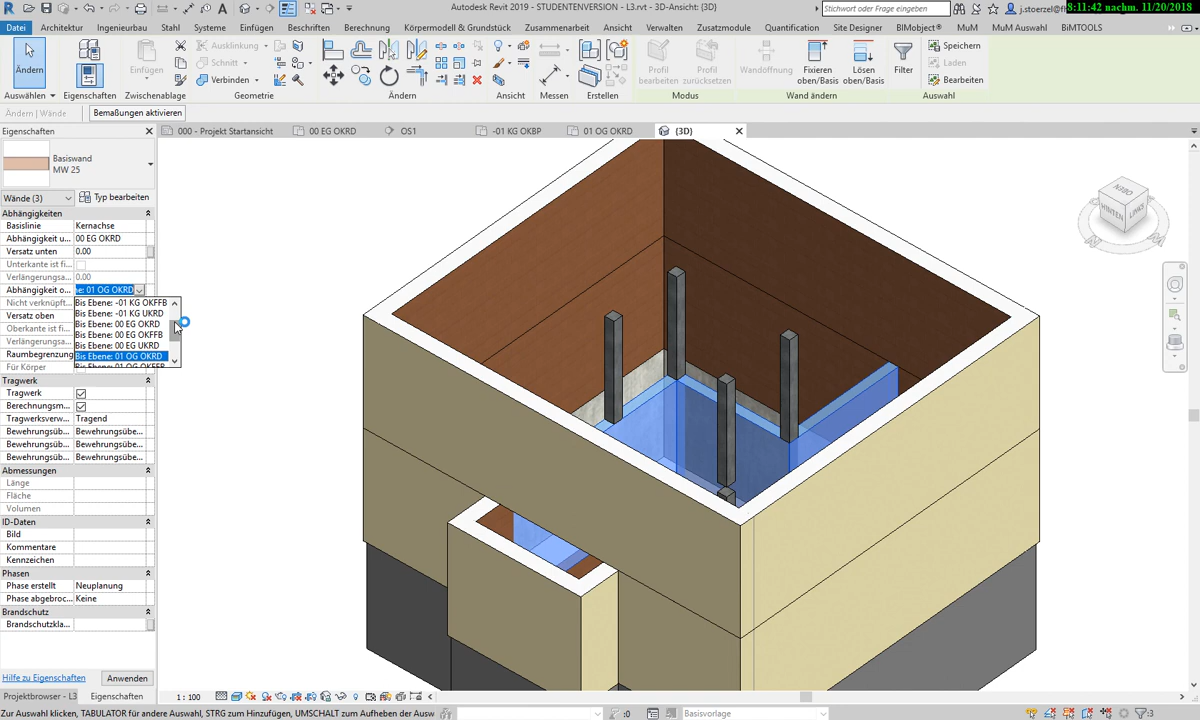 Autodesk Revit 2019 - STUDENTENVERSION - L3.rvt - 3D-Ansicht: {3D}
Stichwort oder Frage eingeben
8:11:42 nachm. 11/20/2018
Datei Architektur Ingenieurbau Stahl Systeme Einfügen Beschriften Berechnung Körpermodell & Grundstück Zusammenarbeit Ansicht Verwalten Zusatzmodule Quantification Site Designer BIMobject® MuM MuM Auswahl BiMTOOLS
Ändern
Einfügen
Ausklinkung
Schnitt
Verbinden
Profil bearbeiten
Profil zurücksetzen
Wandöffnung
Fixieren oben/Basis
Lösen oben/Basis
Filter
Speichern
Laden
Bearbeiten
Auswählen Eigenschaften Zwischenablage Geometrie Ändern Ansicht Messen Erstellen Modus Wand ändern Auswahl
Ändern | Wände
Bemaßungen aktivieren
Eigenschaften
000 - Projekt Startansicht
00 EG OKRD
OS1
-01 KG OKBP
01 OG OKRD
{3D}
Basiswand
MW 25
Wände (3)
Typ bearbeiten
Abhängigkeiten
Basislinie Kernachse
Abhängigkeit u... 00 EG OKRD
Versatz unten 0.00
Unterkante ist fi...
Verlängerungsa... 0.00
Abhängigkeit o... ne: 01 OG OKRD
Nicht verknüpft...
Versatz oben
Oberkante ist fi...
Verlängerungsa...
Raumbegrenzung
Für Körper
Bis Ebene: -01 KG OKFFB
Bis Ebene: -01 KG UKRD
Bis Ebene: 00 EG OKRD
Bis Ebene: 00 EG OKFFB
Bis Ebene: 00 EG UKRD
Bis Ebene: 01 OG OKRD
Bis Ebene: 01 OG OKFFB
Tragwerk
Tragwerk
Berechnungsm...
Tragwerksverw... Tragend
Bewehrungsüb... Bewehrungsübe...
Bewehrungsüb... Bewehrungsübe...
Bewehrungsüb... Bewehrungsübe...
Abmessungen
Länge
Fläche
Volumen
ID-Daten
Bild
Kommentare
Kennzeichen
Phasen
Phase erstellt Neuplanung
Phase abgebroc... Keine
Brandschutz
Brandschutzkla...
Hilfe zu Eigenschaften
Anwenden
Projektbrowser - L3
Eigenschaften
OBEN
HINTEN
LINKS
N
W
1 : 100
Zur Auswahl klicken, TABULATOR für andere Auswahl, STRG zum Hinzufügen, UMSCHALT zum Aufheben der Ausw
:0
Basisvorlage
:3